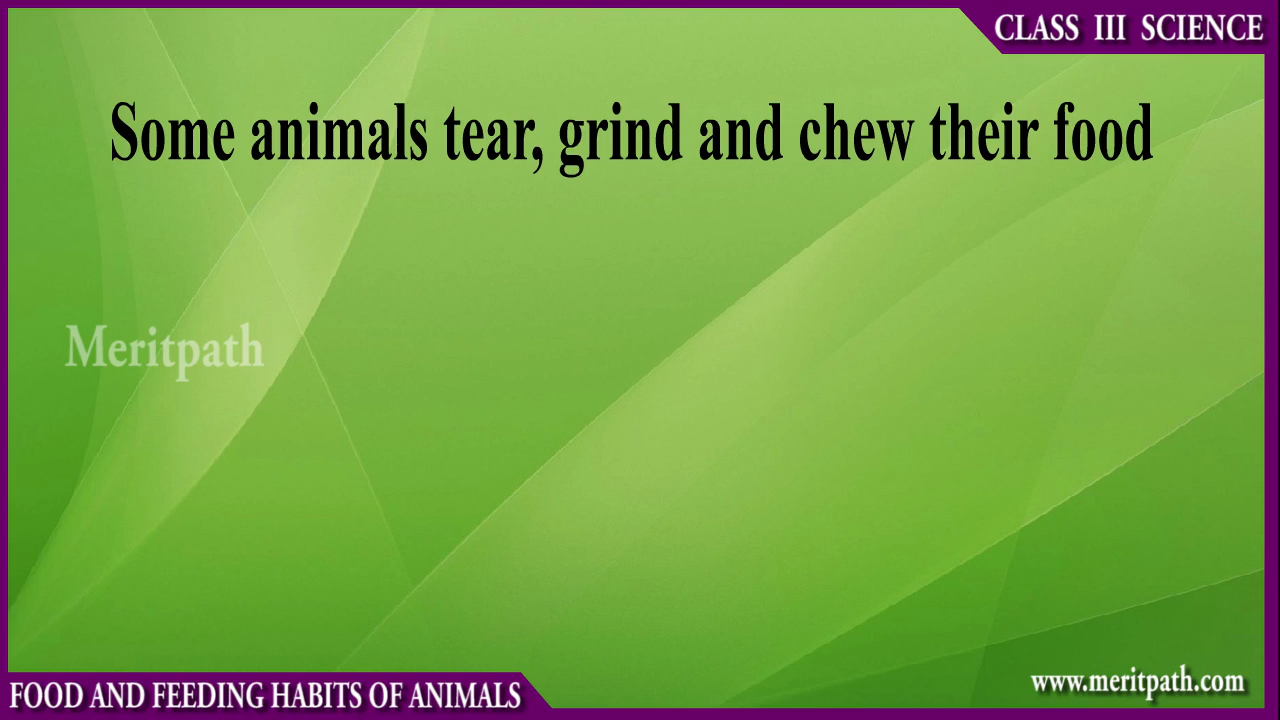 CLASS III SCIENCE
Some animals tear, grind and chew their food
Meritpath
FOOD AND FEEDING HABITS OF ANIMALS
www.meritpath.com